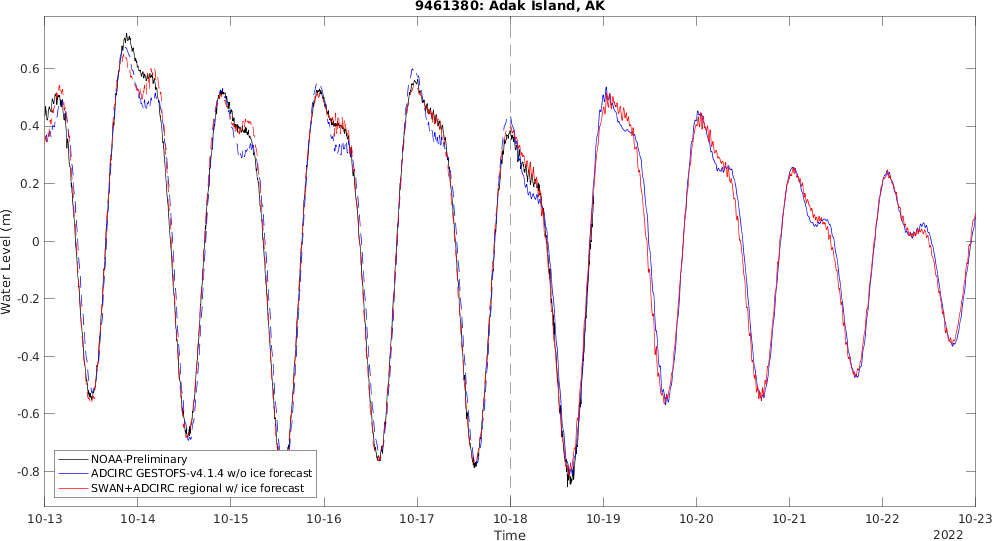 9461380: Adak Island, AK
Water Level (m)
0.6
0.4
0.2
0
-0.2
-0.4
-0.6
-0.8
NOAA-Preliminary
ADCIRC GESTOFS-v4.1.4 w/o ice forecast
SWAN+ADCIRC regional w/ ice forecast
10-13 10-14 10-15 10-16 10-17 10-18 10-19 10-20 10-21 10-22 10-23
Time
2022